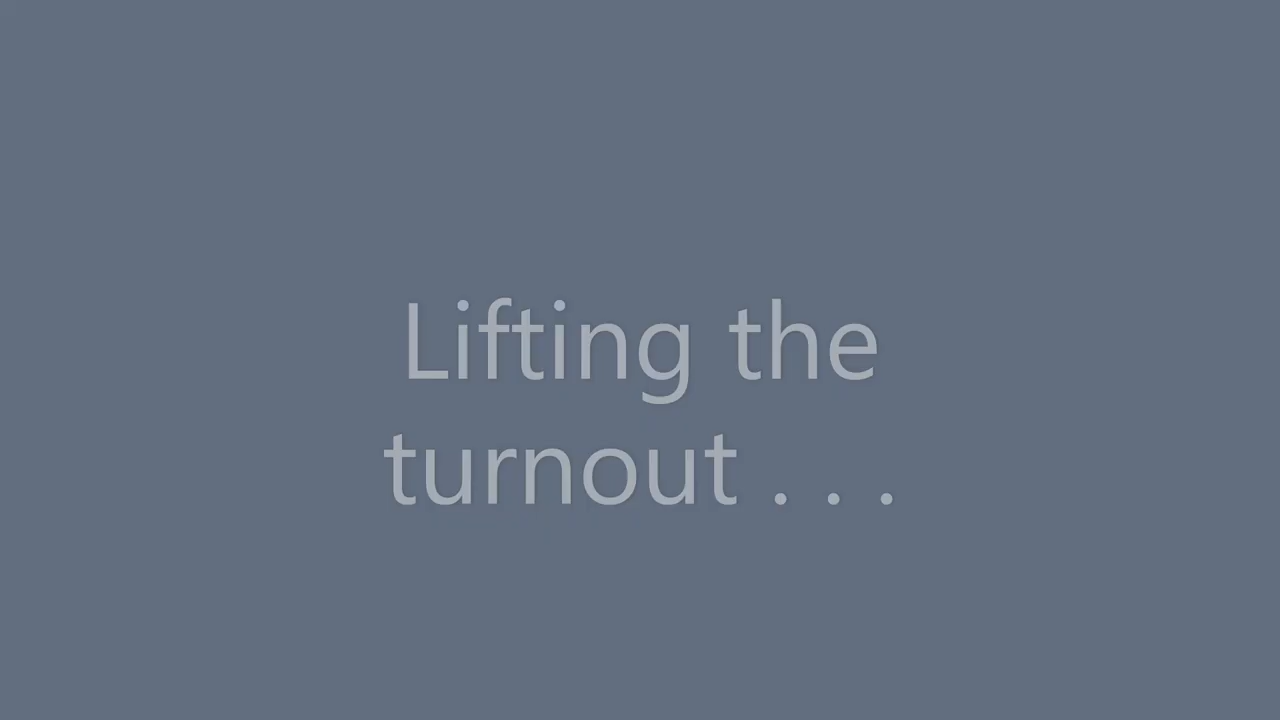 Lifting the
turnout . . .